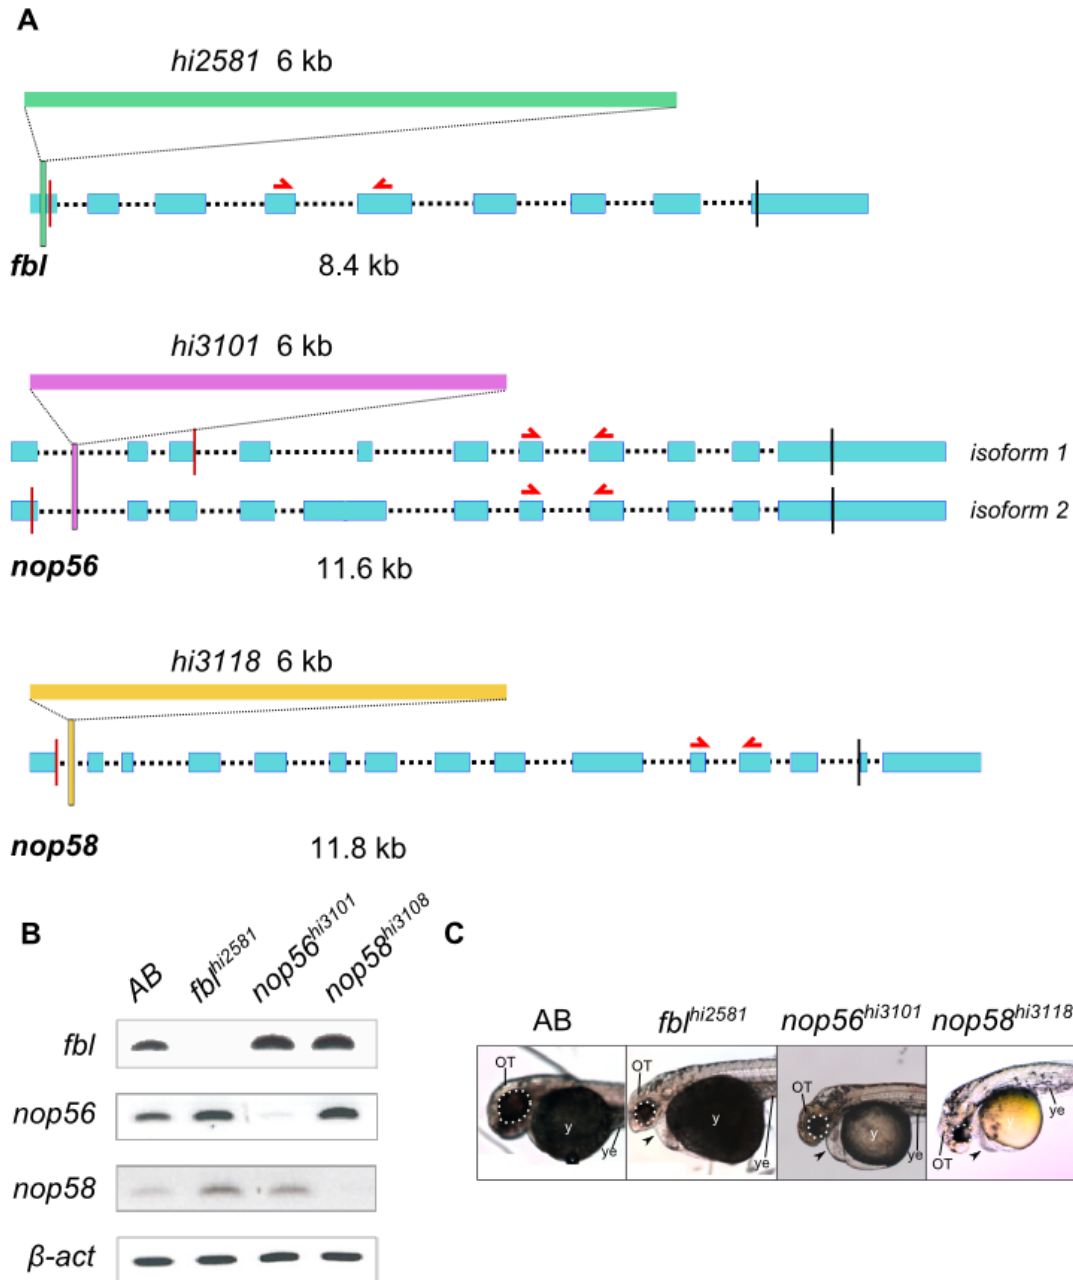 A
hi2581 6 kb
fbl
8.4 kb
hi3101 6 kb
isoform 1
isoform 2
nop56
11.6 kb
hi3118 6 kb
nop58
11.8 kb
B
AB fblhi2581 nop56hi3101 nop58hi3108
fbl
nop56
nop58
β-act
C
AB fblhi2581 nop56hi3101 nop58hi3118
OT y ye
OT y ye
OT y ye
OT y ye